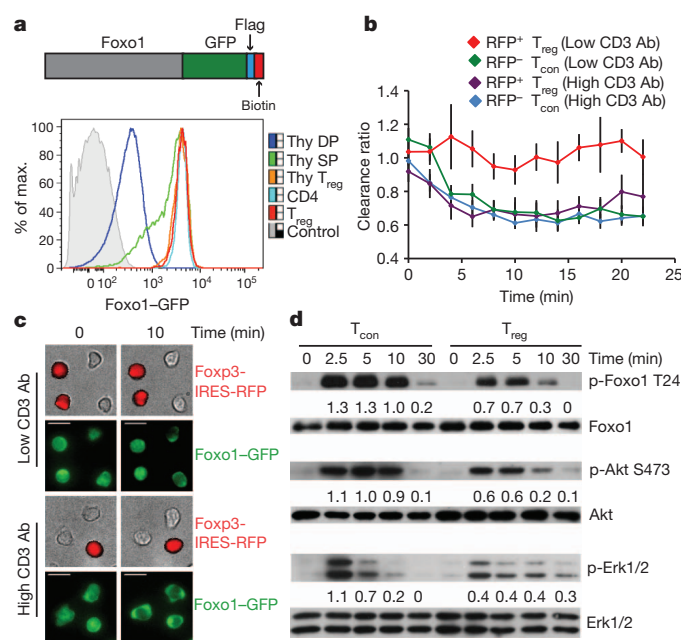 a
Flag
Foxo1
GFP
Biotin
% of max.
100
80
60
40
20
0
0 10² 10³ 10⁴ 10⁵
Foxo1–GFP
Thy DP
Thy SP
Thy Treg
CD4
Treg
Control
b
RFP⁺ Treg (Low CD3 Ab)
RFP⁻ Tcon (Low CD3 Ab)
RFP⁺ Treg (High CD3 Ab)
RFP⁻ Tcon (High CD3 Ab)
Clearance ratio
1.4
1.2
1.0
0.8
0.6
0.4
0 5 10 15 20 25
Time (min)
c
0 10 Time (min)
Low CD3 Ab
Foxp3-
IRES-RFP
Foxo1–GFP
High CD3 Ab
Foxp3-
IRES-RFP
Foxo1–GFP
d
Tcon Treg
0 2.5 5 10 30 0 2.5 5 10 30 Time (min)
p-Foxo1 T24
1.3 1.3 1.0 0.2 0.7 0.7 0.3 0
Foxo1
p-Akt S473
1.1 1.0 0.9 0.1 0.6 0.6 0.2 0.1
Akt
p-Erk1/2
1.1 0.7 0.2 0 0.4 0.4 0.4 0.3
Erk1/2